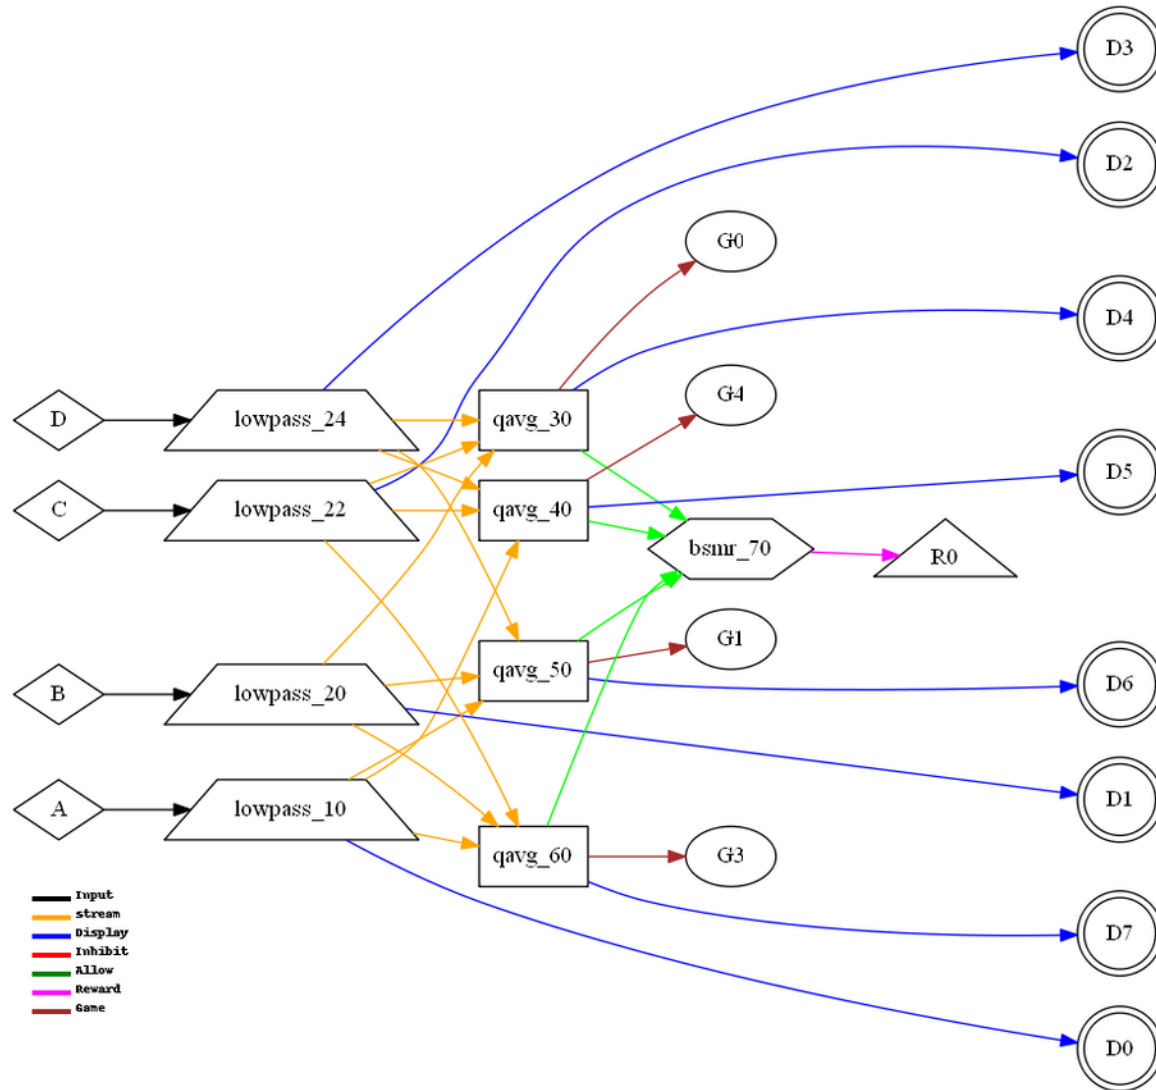 D3
D2
G0
D4
G4
D lowpass_24 qavg_30
D5
C lowpass_22 qavg_40
bsmr_70 R0
G1
qavg_50
D6
B lowpass_20
D1
A lowpass_10
qavg_60 G3
Input
stream
Display
Inhibit
Allow
Reward
Game
D7
D0